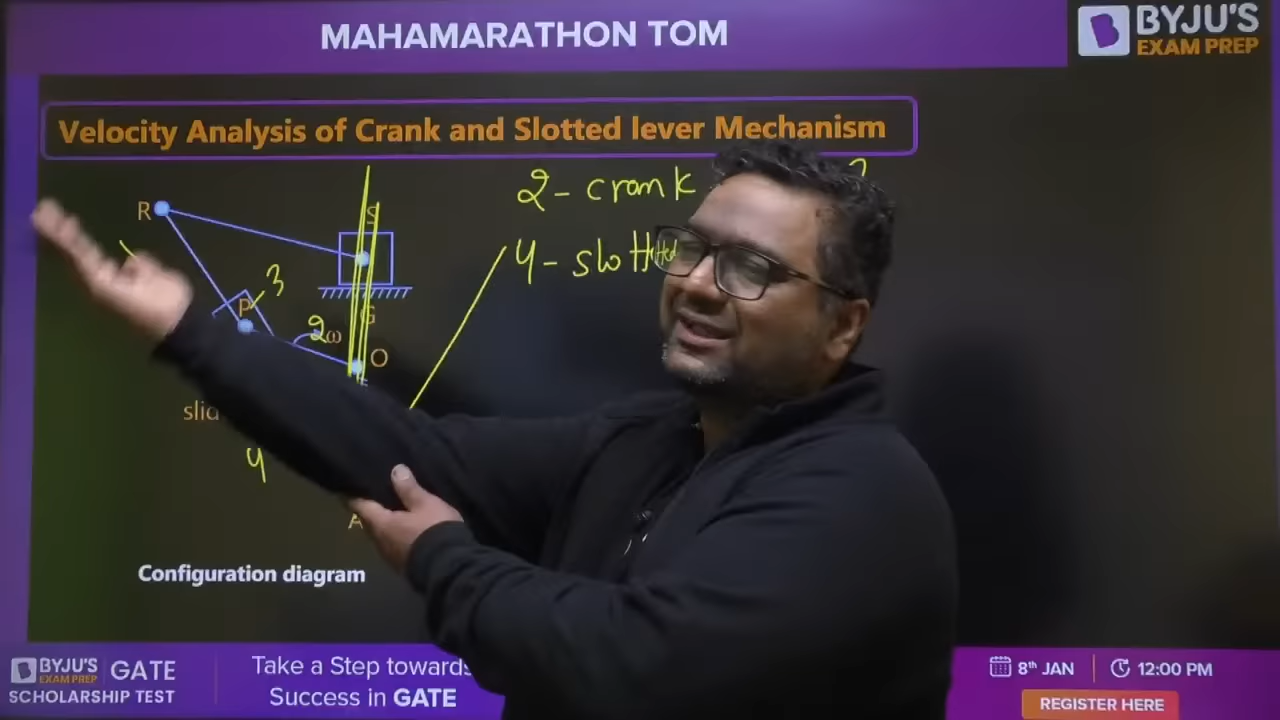 MAHAMARATHON TOM
BYJU'S
EXAM PREP
Velocity Analysis of Crank and Slotted lever Mechanism
2 - crank
4 - slotted
R
S
3
P
G
2ω
O
slid
4
A
Configuration diagram
BYJU'S
EXAM PREP
GATE
SCHOLARSHIP TEST
Take a Step towards
Success in GATE
8th JAN
12:00 PM
REGISTER HERE